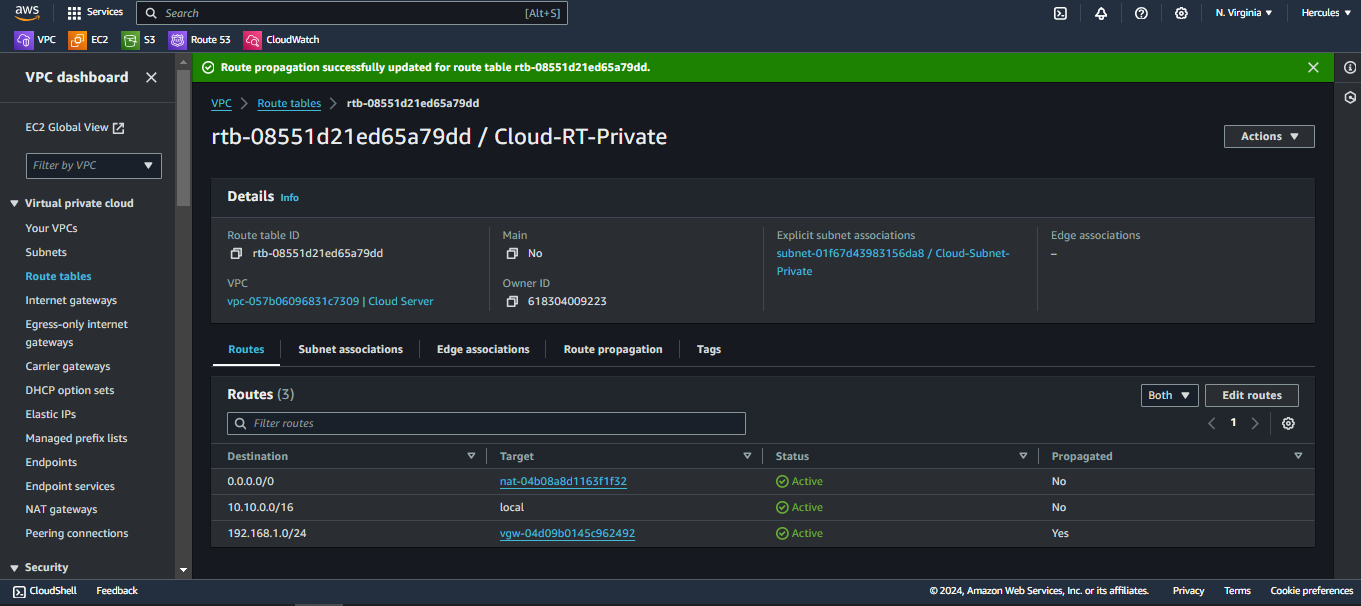 aws
Services
Search
[Alt+S]
N. Virginia
Hercules
VPC
EC2
S3
Route 53
CloudWatch
VPC dashboard
EC2 Global View
Filter by VPC
Virtual private cloud
Your VPCs
Subnets
Route tables
Internet gateways
Egress-only internet
gateways
Carrier gateways
DHCP option sets
Elastic IPs
Managed prefix lists
Endpoints
Endpoint services
NAT gateways
Peering connections
Security
Route propagation successfully updated for route table rtb-08551d21ed65a79dd.
VPC Route tables rtb-08551d21ed65a79dd
rtb-08551d21ed65a79dd / Cloud-RT-Private
Actions
Details Info
Route table ID
rtb-08551d21ed65a79dd
VPC
vpc-057b06096831c7309 | Cloud Server
Main
No
Owner ID
618304009223
Explicit subnet associations
subnet-01f67d43983156da8 / Cloud-Subnet-
Private
Edge associations
–
Routes Subnet associations Edge associations Route propagation Tags
Routes (3)
Both
Edit routes
Filter routes
1
Destination Target Status Propagated
0.0.0.0/0 nat-04b08a8d1163f1f32 Active No
10.10.0.0/16 local Active No
192.168.1.0/24 vgw-04d09b0145c962492 Active Yes
CloudShell Feedback © 2024, Amazon Web Services, Inc. or its affiliates. Privacy Terms Cookie preferences